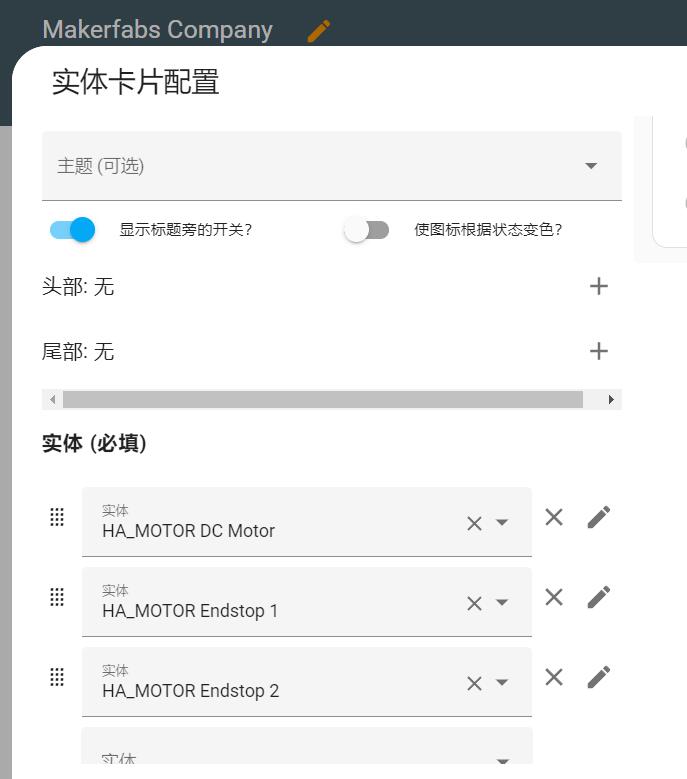 Makerfabs Company
实体卡片配置
主题 (可选)
显示标题旁的开关？ 使图标根据状态变色？
头部: 无
尾部: 无
实体 (必填)
实体
HA_MOTOR DC Motor
实体
HA_MOTOR Endstop 1
实体
HA_MOTOR Endstop 2
实体